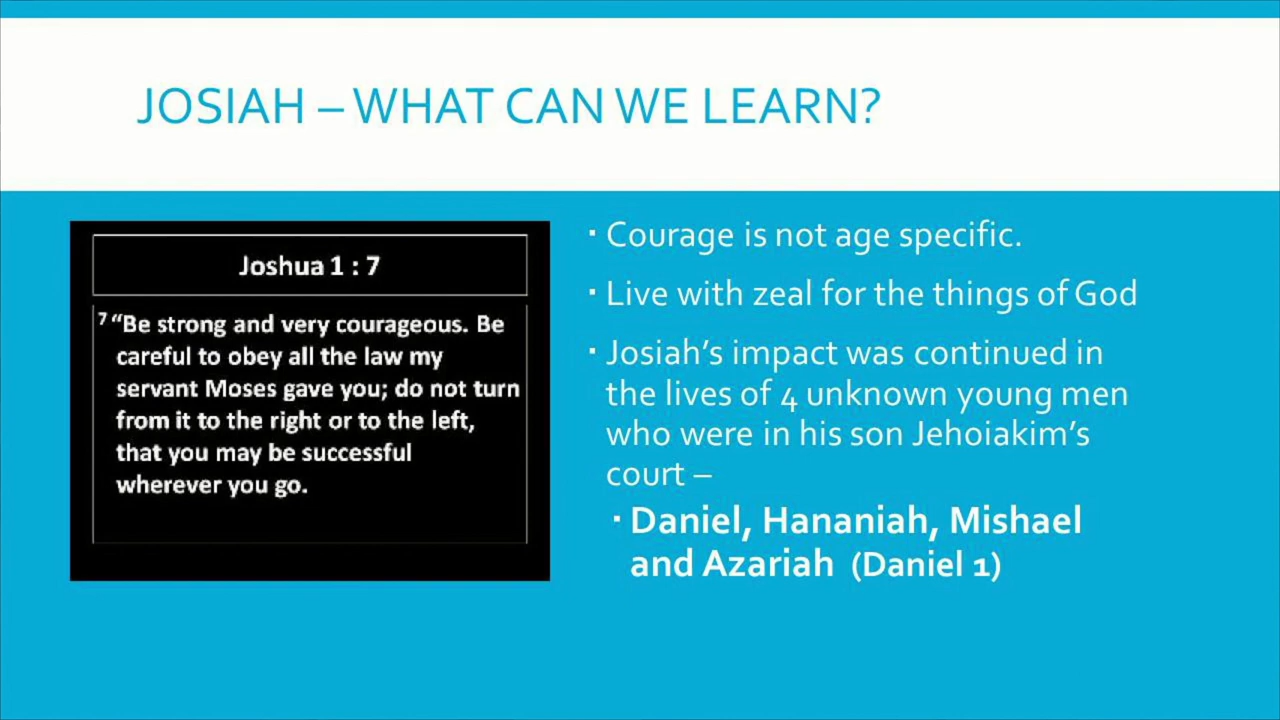 JOSIAH – WHAT CAN WE LEARN?
Joshua 1 : 7
7 “Be strong and very courageous. Be
careful to obey all the law my
servant Moses gave you; do not turn
from it to the right or to the left,
that you may be successful
wherever you go.
▪ Courage is not age specific.
▪ Live with zeal for the things of God
▪ Josiah’s impact was continued in
the lives of 4 unknown young men
who were in his son Jehoiakim’s
court –
▪ Daniel, Hananiah, Mishael
and Azariah (Daniel 1)